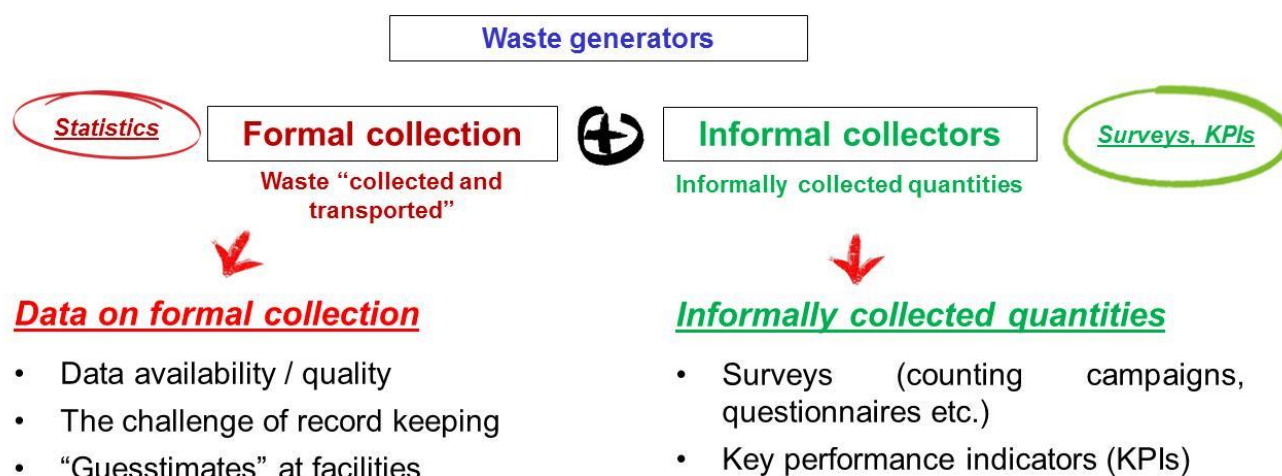 Waste generators
Statistics
Formal collection
Informal collectors
Surveys, KPIs
Waste “collected and
transported”
Informally collected quantities
Data on formal collection
• Data availability / quality
• The challenge of record keeping
• “Guesstimates” at facilities
Informally collected quantities
• Surveys (counting campaigns,
questionnaires etc.)
• Key performance indicators (KPIs)